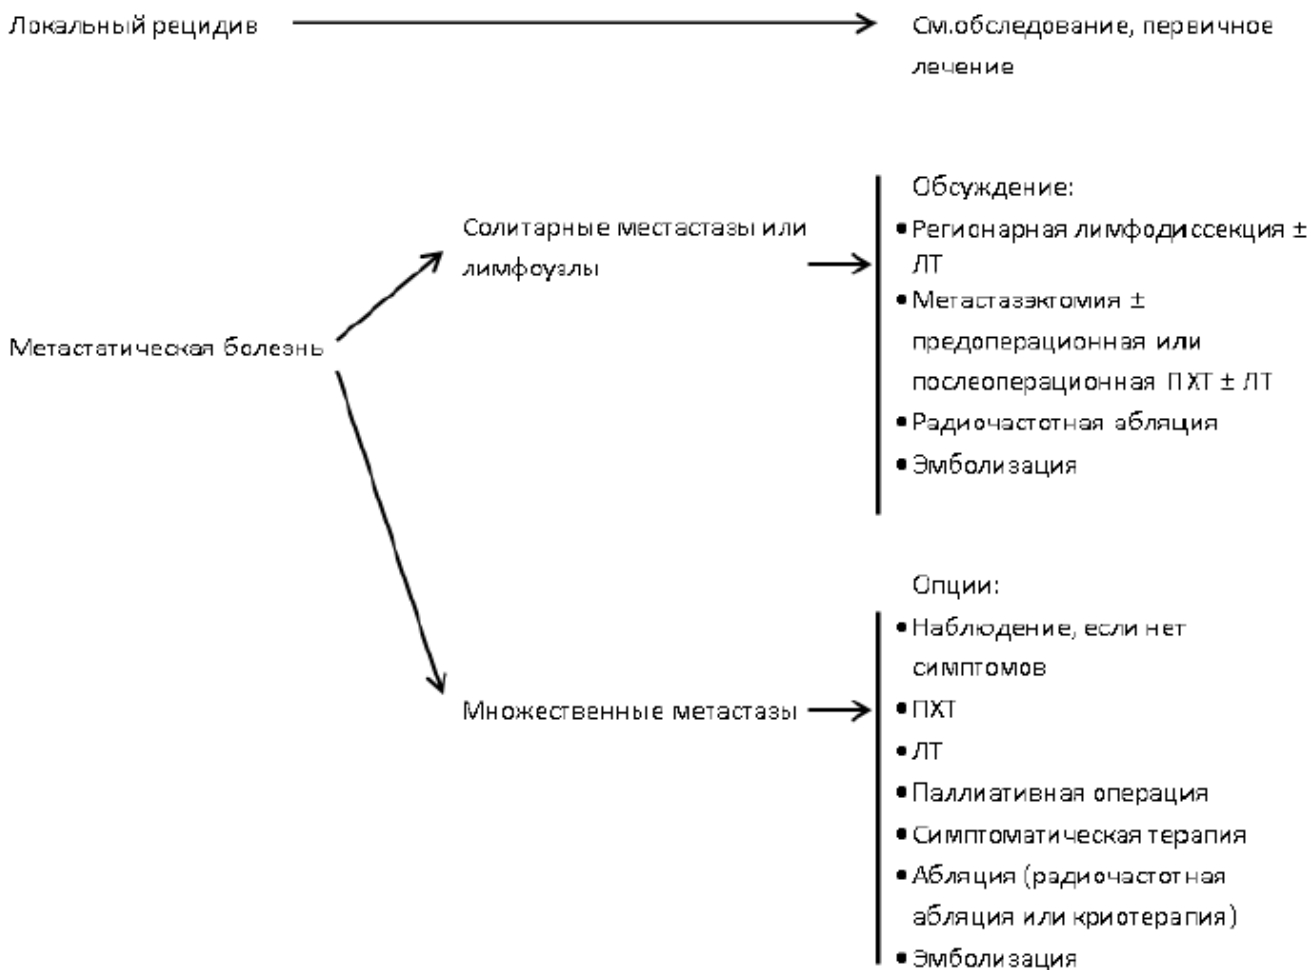 Локальный рецидив
См.обследование, первичное
лечение
Солитарные местастазы или
лимфоузлы
Обсуждение:
• Регионарная лимфодиссекция ±
ЛТ
• Метастазэктомия ±
предоперационная или
послеоперационная ПХТ ± ЛТ
• Радиочастотная абляция
• Эмболизация
Метастатическая болезнь
Множественные метастазы
Опции:
• Наблюдение, если нет
симптомов
• ПХТ
• ЛТ
• Паллиативная операция
• Симптоматическая терапия
• Абляция (радиочастотная
абляция или криотерапия)
• Эмболизация